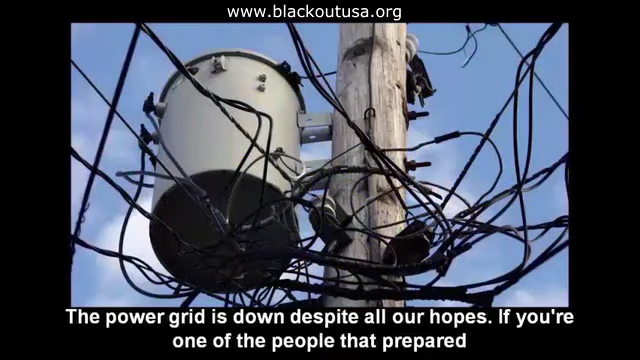 www.blackoutusa.org
The power grid is down despite all our hopes. If you're
one of the people that prepared